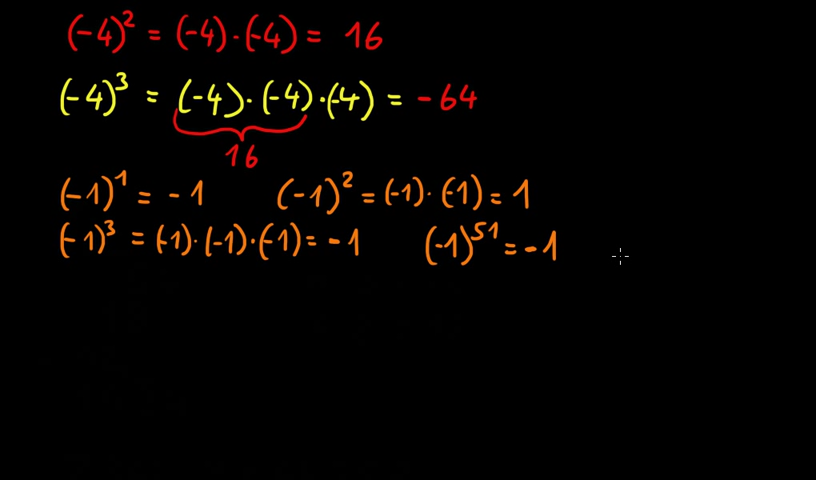 (-4)² = (-4)·(-4) = 16
(-4)³ = (-4)·(-4)·(-4) = -64
16
(-1)¹ = -1 (-1)² = (-1)·(-1) = 1
(-1)³ = (-1)·(-1)·(-1) = -1 (-1)⁵¹ = -1